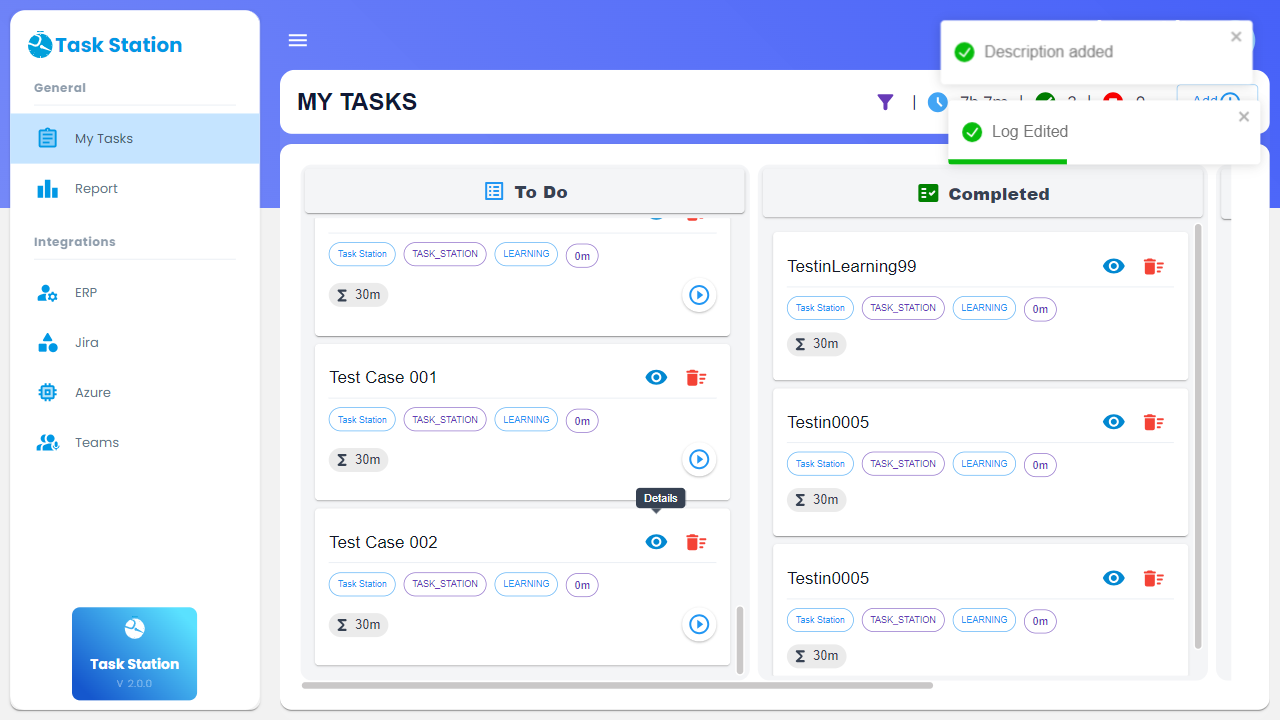 Task Station
General
My Tasks
Report
Integrations
ERP
Jira
Azure
Teams
Task Station
V 2.0.0
MY TASKS
|
7h 7m
|
|
Add
Description added
Log Edited
To Do
Task Station
TASK_STATION
LEARNING
0m
Σ 30m
Test Case 001
Task Station
TASK_STATION
LEARNING
0m
Σ 30m
Details
Test Case 002
Task Station
TASK_STATION
LEARNING
0m
Σ 30m
Completed
TestinLearning99
Task Station
TASK_STATION
LEARNING
0m
Σ 30m
Testin0005
Task Station
TASK_STATION
LEARNING
0m
Σ 30m
Testin0005
Task Station
TASK_STATION
LEARNING
0m
Σ 30m